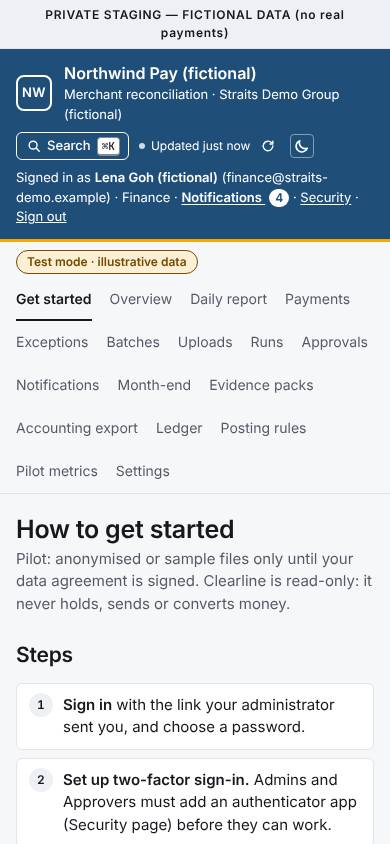 PRIVATE STAGING — FICTIONAL DATA (no real
payments)
NW
Northwind Pay (fictional)
Merchant reconciliation · Straits Demo Group
(fictional)
Search ⌘K
Updated just now
Signed in as Lena Goh (fictional) (finance@straits-
demo.example) · Finance · Notifications 4 · Security ·
Sign out
Test mode · illustrative data
Get started Overview Daily report Payments
Exceptions Batches Uploads Runs Approvals
Notifications Month-end Evidence packs
Accounting export Ledger Posting rules
Pilot metrics Settings
How to get started
Pilot: anonymised or sample files only until your
data agreement is signed. Clearline is read-only: it
never holds, sends or converts money.
Steps
1 Sign in with the link your administrator
sent you, and choose a password.
2 Set up two-factor sign-in. Admins and
Approvers must add an authenticator app
(Security page) before they can work.